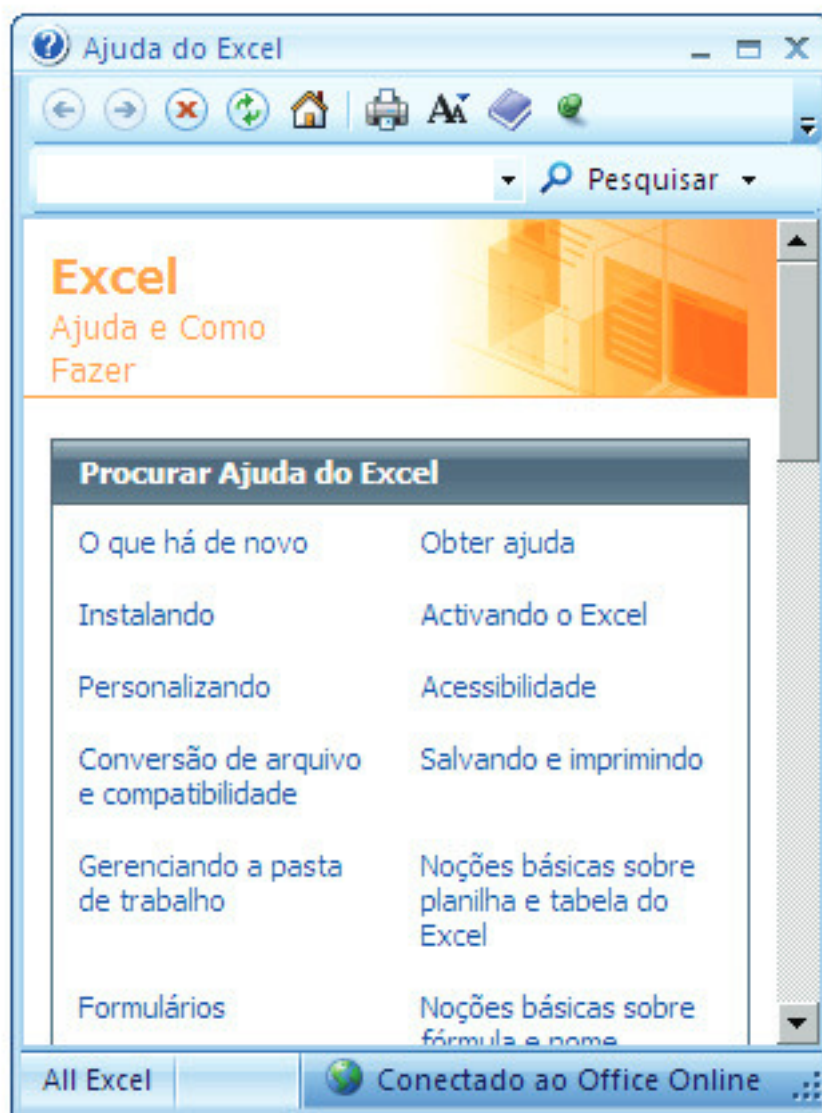 Ajuda do Excel
Pesquisar
Excel
Ajuda e Como
Fazer
Procurar Ajuda do Excel
O que há de novo
Obter ajuda
Instalando
Activando o Excel
Personalizando
Acessibilidade
Conversão de arquivo
e compatibilidade
Salvando e imprimindo
Gerenciando a pasta
de trabalho
Noções básicas sobre
planilha e tabela do
Excel
Formulários
Noções básicas sobre
fórmula e nome
All Excel
Conectado ao Office Online